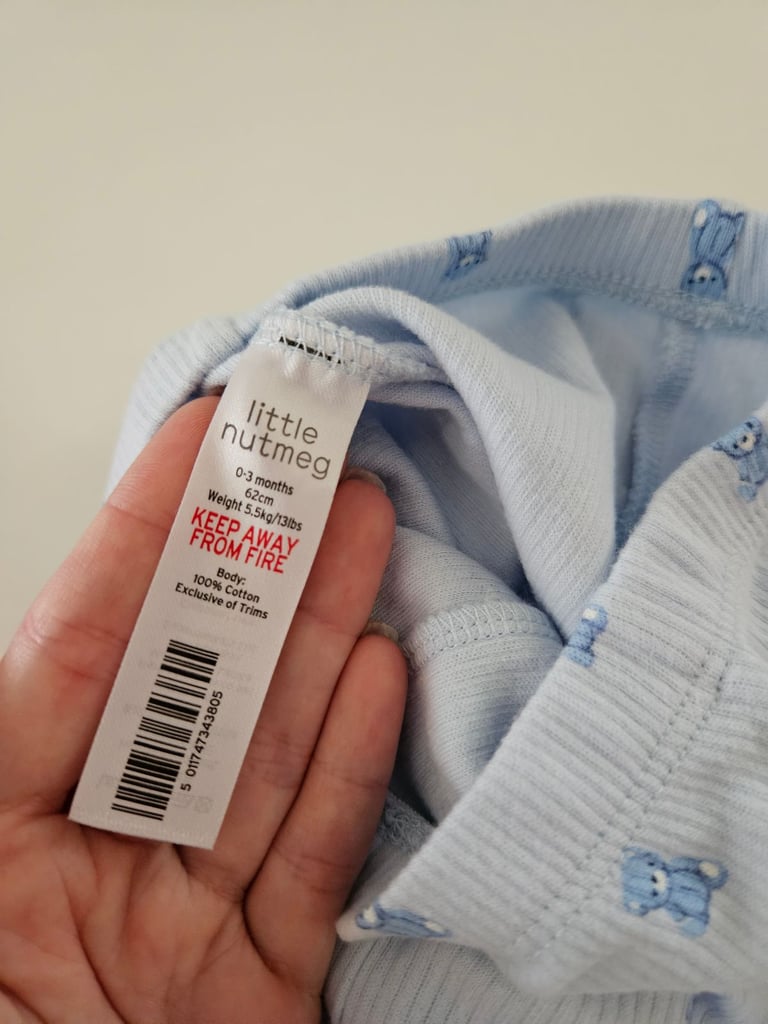 little
nutmeg
0-3 months
62cm
Weight 5.5kg/13lbs
KEEP AWAY
FROM FIRE
Body:
100% Cotton
Exclusive of Trims
5 011747343805